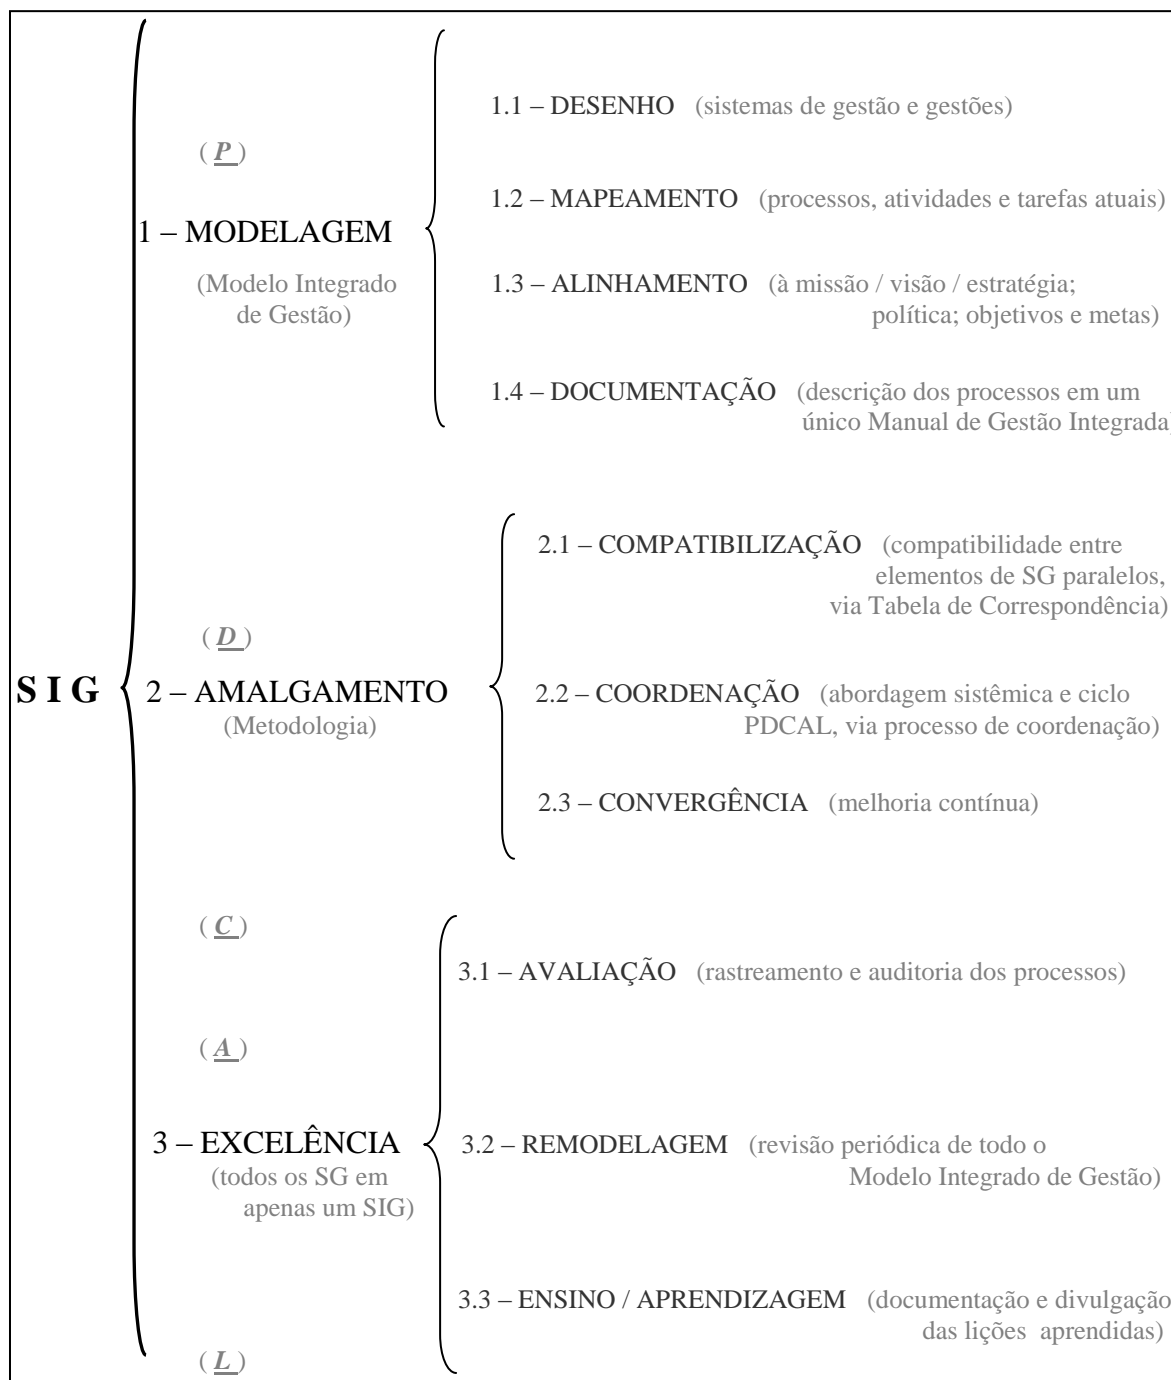 1.1 – DESENHO (sistemas de gestão e gestões)
( P )
1.2 – MAPEAMENTO (processos, atividades e tarefas atuais)
1 – MODELAGEM
(Modelo Integrado
de Gestão)
1.3 – ALINHAMENTO (à missão / visão / estratégia;
política; objetivos e metas)
1.4 – DOCUMENTAÇÃO (descrição dos processos em um
único Manual de Gestão Integrada)
2.1 – COMPATIBILIZAÇÃO (compatibilidade entre
elementos de SG paralelos,
via Tabela de Correspondência)
( D )
S I G
2 – AMALGAMENTO
(Metodologia)
2.2 – COORDENAÇÃO (abordagem sistêmica e ciclo
PDCAL, via processo de coordenação)
2.3 – CONVERGÊNCIA (melhoria contínua)
( C )
3.1 – AVALIAÇÃO (rastreamento e auditoria dos processos)
( A )
3 – EXCELÊNCIA
(todos os SG em
apenas um SIG)
3.2 – REMODELAGEM (revisão periódica de todo o
Modelo Integrado de Gestão)
3.3 – ENSINO / APRENDIZAGEM (documentação e divulgação
das lições aprendidas)
( L )